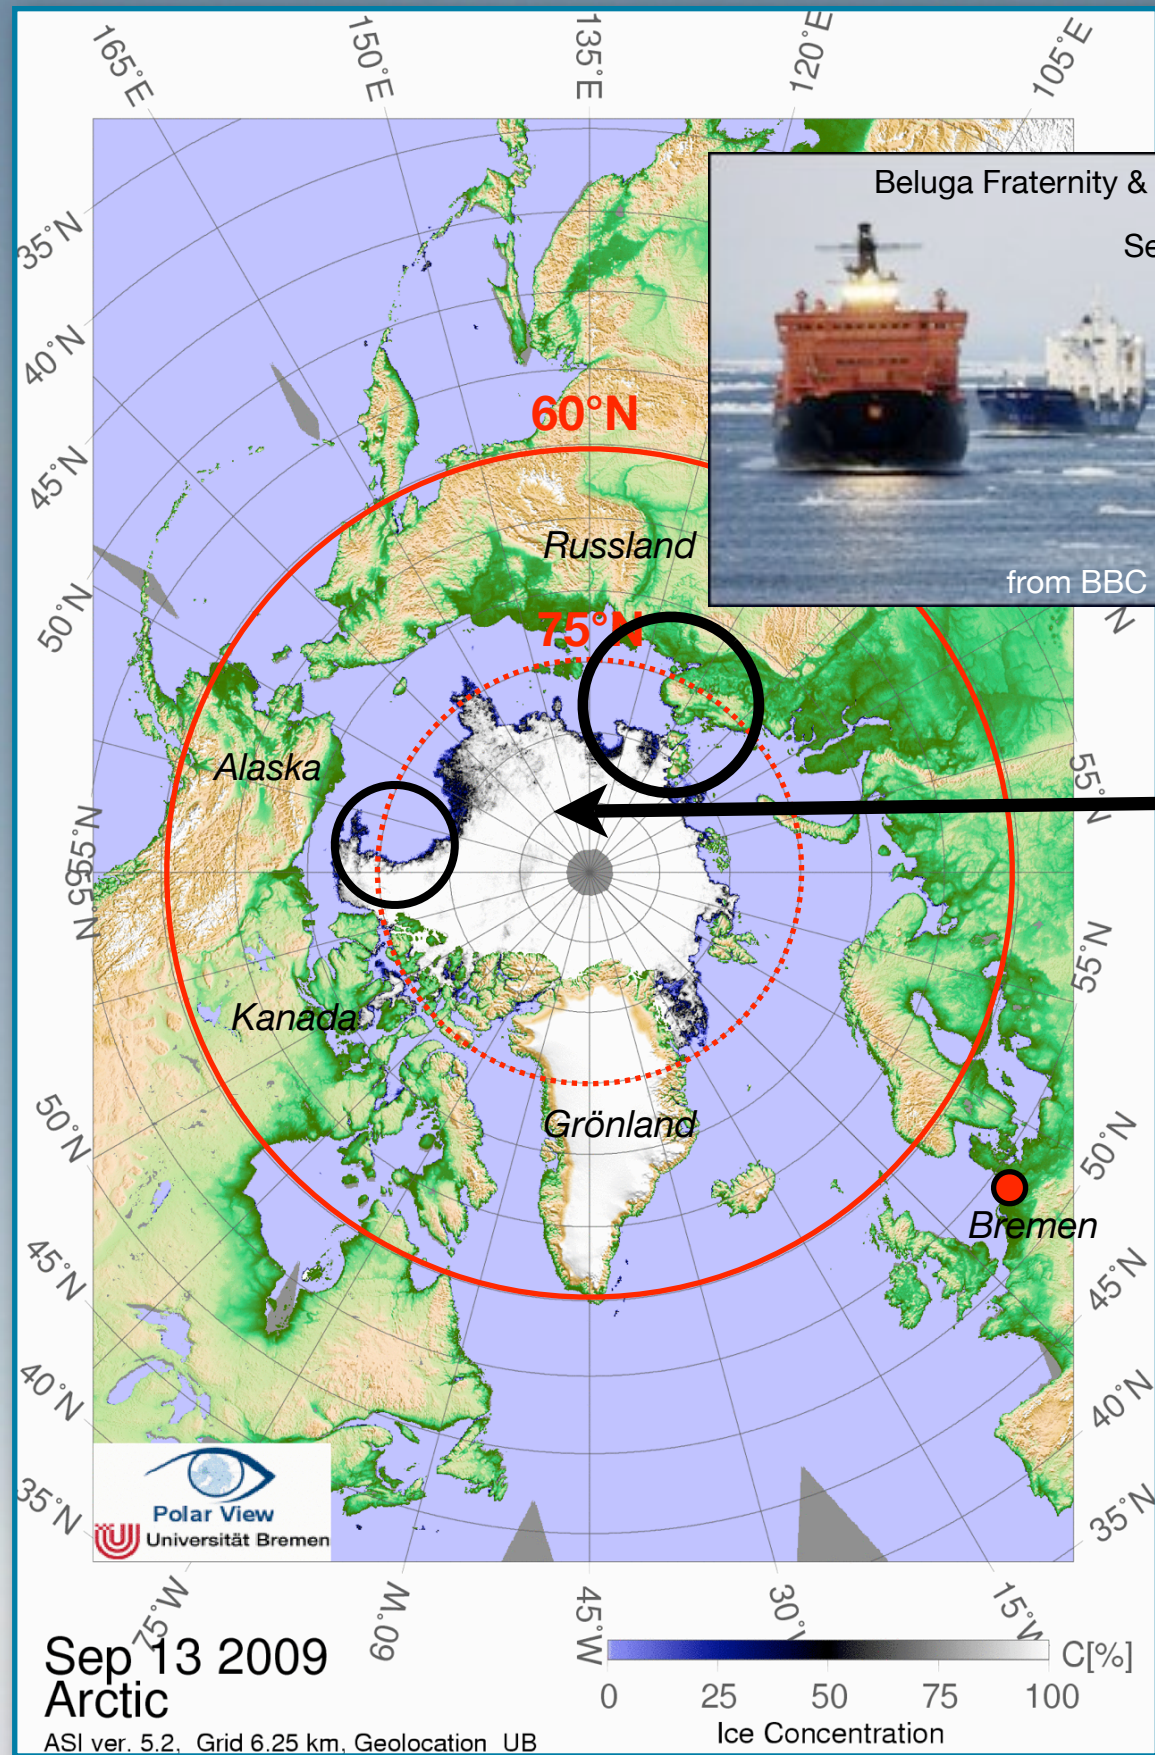 165°E
150°E
135°E
120°E
105°E
35°N
40°N
45°N
50°N
55°N
55°N
Beluga Fraternity &
Se
from BBC
60°N
Russland
75°N
N
Alaska
55°N
Kanada
55°N
Grönland
50°N
50°N
Bremen
45°N
45°N
40°N
40°N
35°N
35°N
Polar View
Universität Bremen
75°W
60°W
45°W
30°
15°W
Sep 13 2009
Arctic
ASI ver. 5.2, Grid 6.25 km, Geolocation UB
C[%]
0 25 50 75 100
Ice Concentration